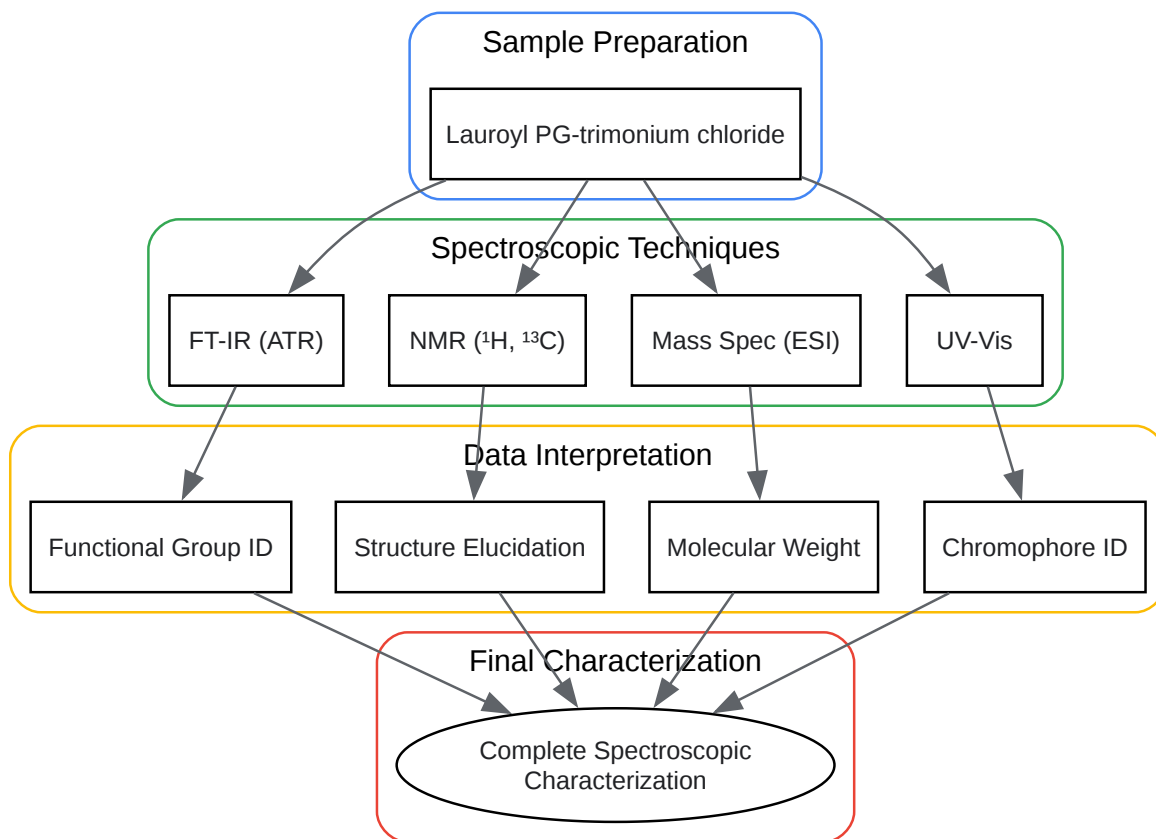 Sample Preparation
Lauroyl PG-trimonium chloride
Spectroscopic Techniques
FT-IR (ATR)
NMR (¹H, ¹³C)
Mass Spec (ESI)
UV-Vis
Data Interpretation
Functional Group ID
Structure Elucidation
Molecular Weight
Chromophore ID
Final Characterization
Complete Spectroscopic
Characterization